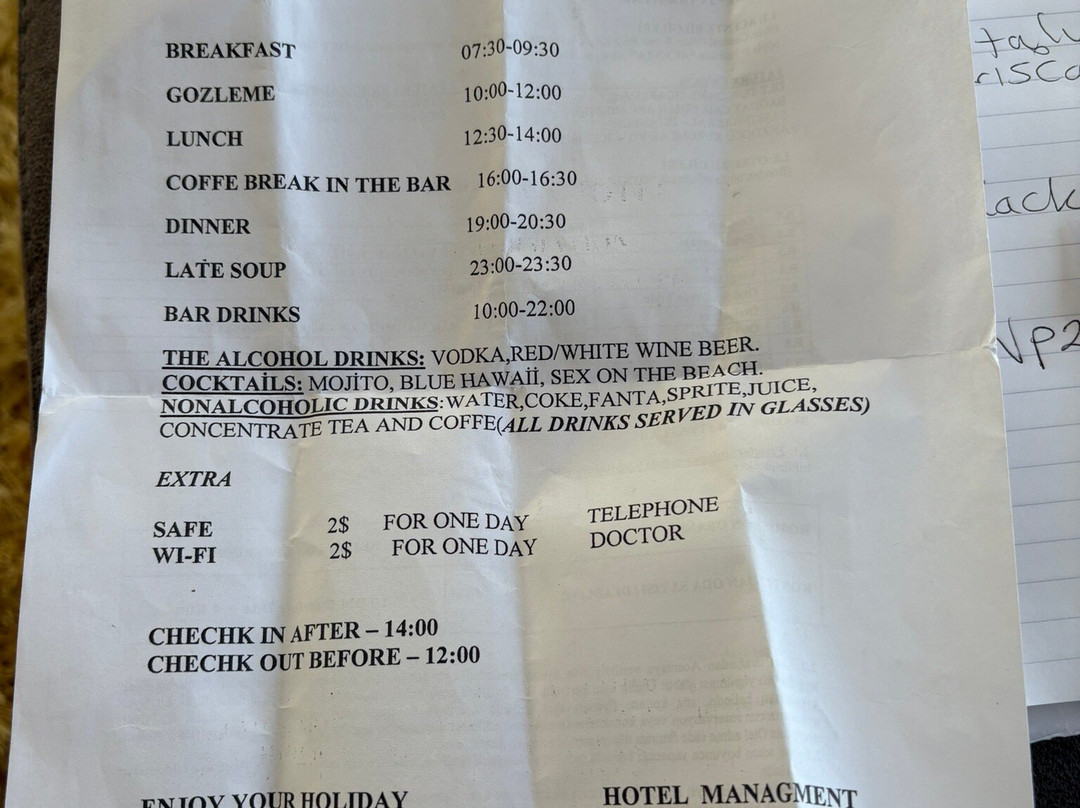 BREAKFAST 07:30-09:30
GOZLEME 10:00-12:00
LUNCH 12:30-14:00
COFFE BREAK IN THE BAR 16:00-16:30
DINNER 19:00-20:30
LATE SOUP 23:00-23:30
BAR DRINKS 10:00-22:00
THE ALCOHOL DRINKS: VODKA,RED/WHITE WINE BEER.
COCKTAİLS: MOJİTO, BLUE HAWAİİ, SEX ON THE BEACH.
NONALCOHOLIC DRINKS:WATER,COKE,FANTA,SPRITE,JUICE,
CONCENTRATE TEA AND COFFE(ALL DRINKS SERVED IN GLASSES)
EXTRA
SAFE 2$ FOR ONE DAY TELEPHONE
WI-FI 2$ FOR ONE DAY DOCTOR
CHECHK IN AFTER – 14:00
CHECHK OUT BEFORE – 12:00
ENJOY YOUR HOLIDAY HOTEL MANAGMENT